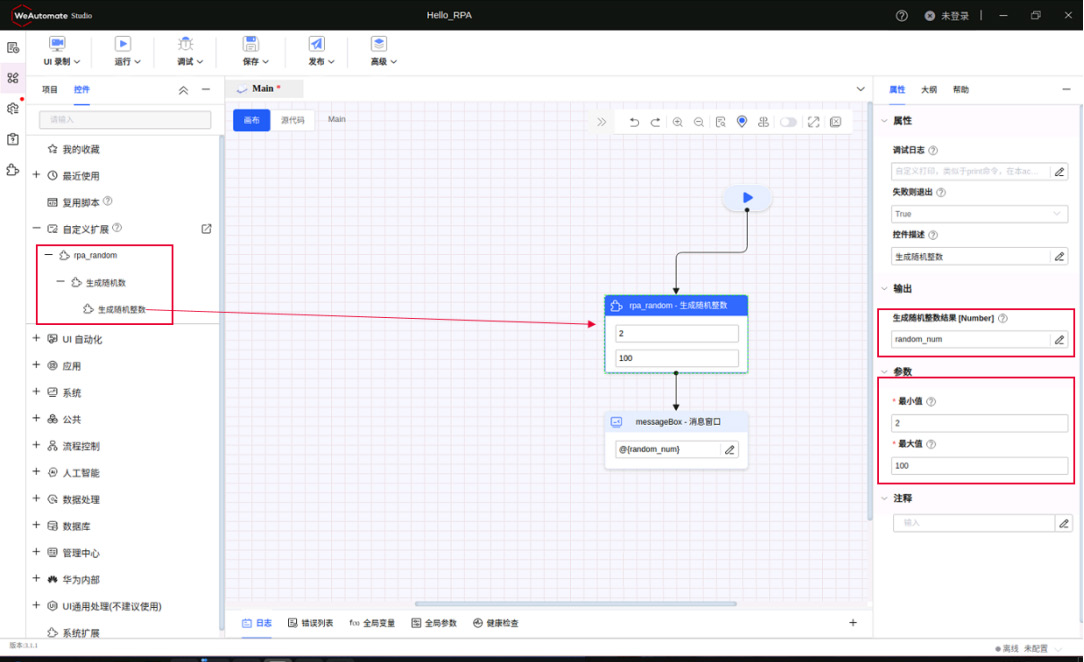 WeAutomate Studio
Hello_RPA
未登录
UI 录制
运行
调试
保存
发布
高级
项目
控件
请输入
我的收藏
最近使用
复用脚本
自定义扩展
rpa_random
生成随机数
生成随机整数
UI 自动化
应用
系统
公共
流程控制
人工智能
数据处理
数据库
管理中心
华为内部
UI通用处理(不建议使用)
系统扩展
Main *
画布
源代码
Main
rpa_random - 生成随机整数
2
100
messageBox - 消息窗口
@{random_num}
日志
错误列表
f(x) 全局变量
全局参数
健康检查
属性
大纲
帮助
属性
调试日志
自定义打印，类似于print命令，在本ac...
失败则退出
True
控件描述
生成随机整数
输出
生成随机整数结果 [Number]
random_num
参数
* 最小值
2
* 最大值
100
注释
输入
版本:3.1.1
离线 未配置